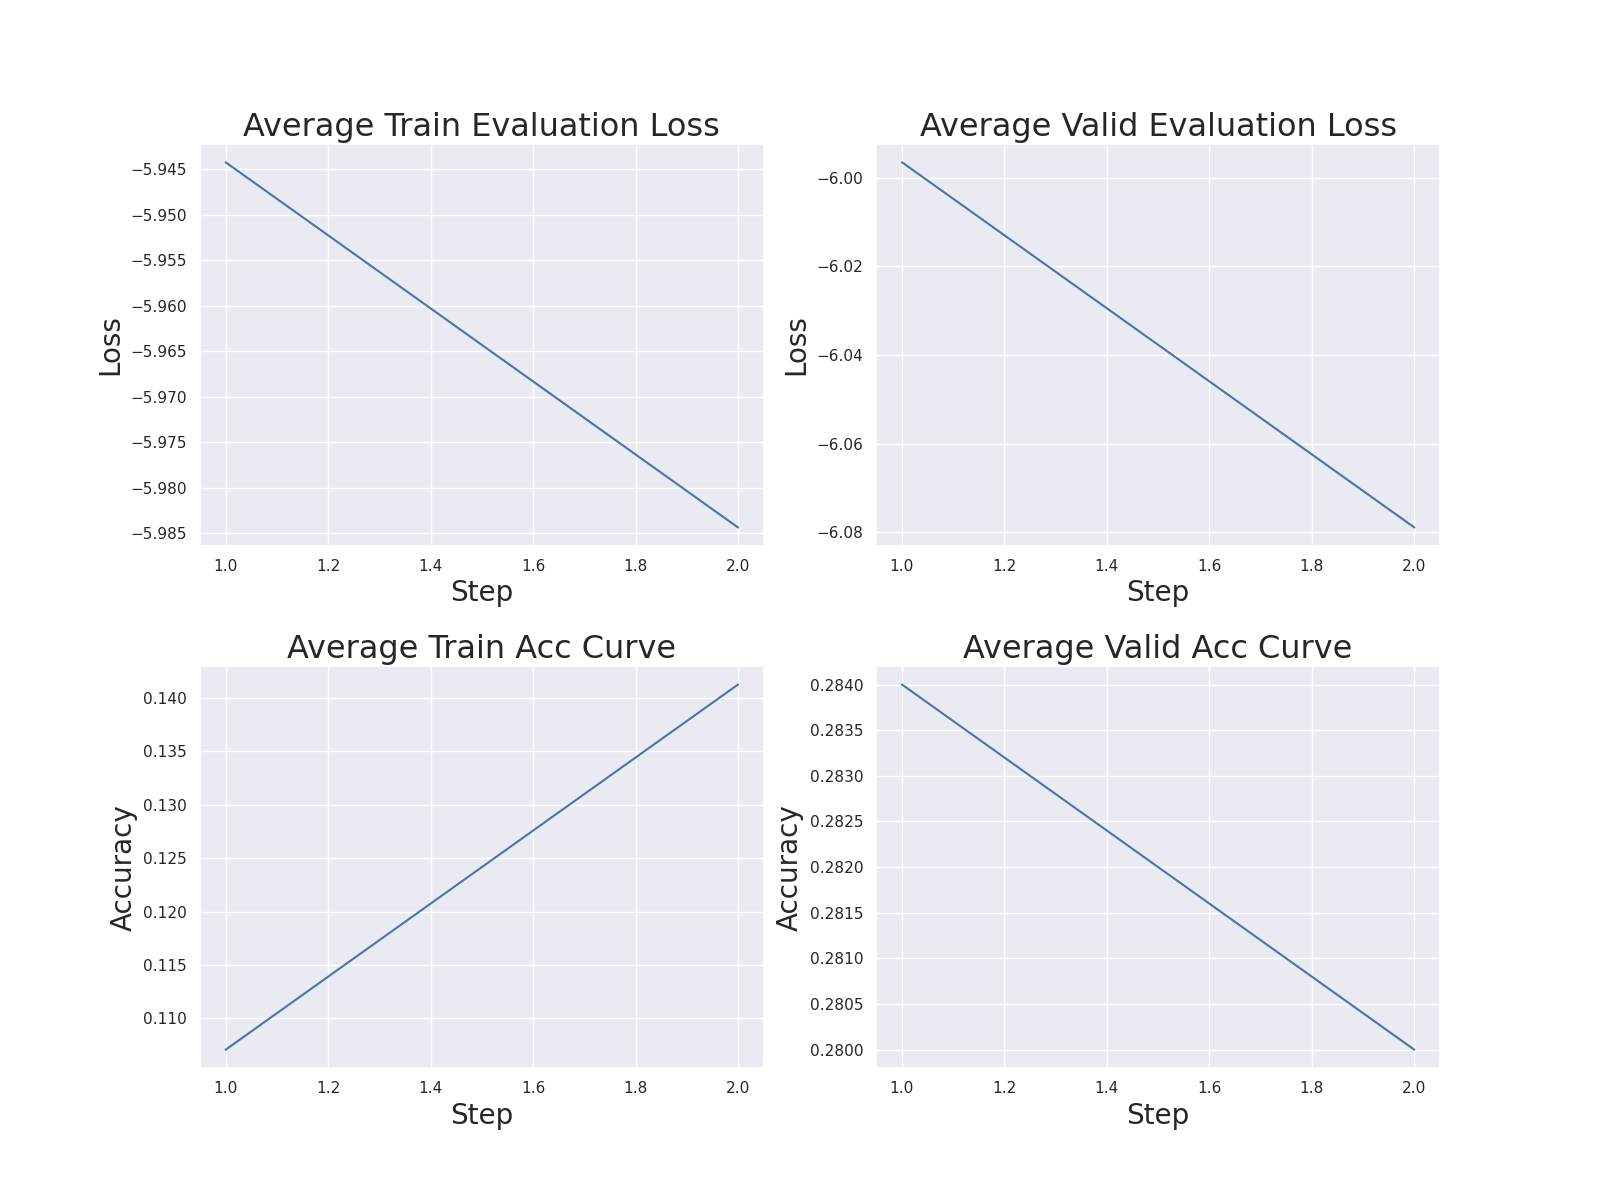 Average Train Evaluation Loss
−5.945
−5.950
−5.955
−5.960
−5.965
−5.970
−5.975
−5.980
−5.985
Loss
1.0 1.2 1.4 1.6 1.8 2.0
Step
Average Valid Evaluation Loss
−6.00
−6.02
−6.04
−6.06
−6.08
Loss
1.0 1.2 1.4 1.6 1.8 2.0
Step
Average Train Acc Curve
0.140
0.135
0.130
0.125
0.120
0.115
0.110
Accuracy
1.0 1.2 1.4 1.6 1.8 2.0
Step
Average Valid Acc Curve
0.2840
0.2835
0.2830
0.2825
0.2820
0.2815
0.2810
0.2805
0.2800
Accuracy
1.0 1.2 1.4 1.6 1.8 2.0
Step